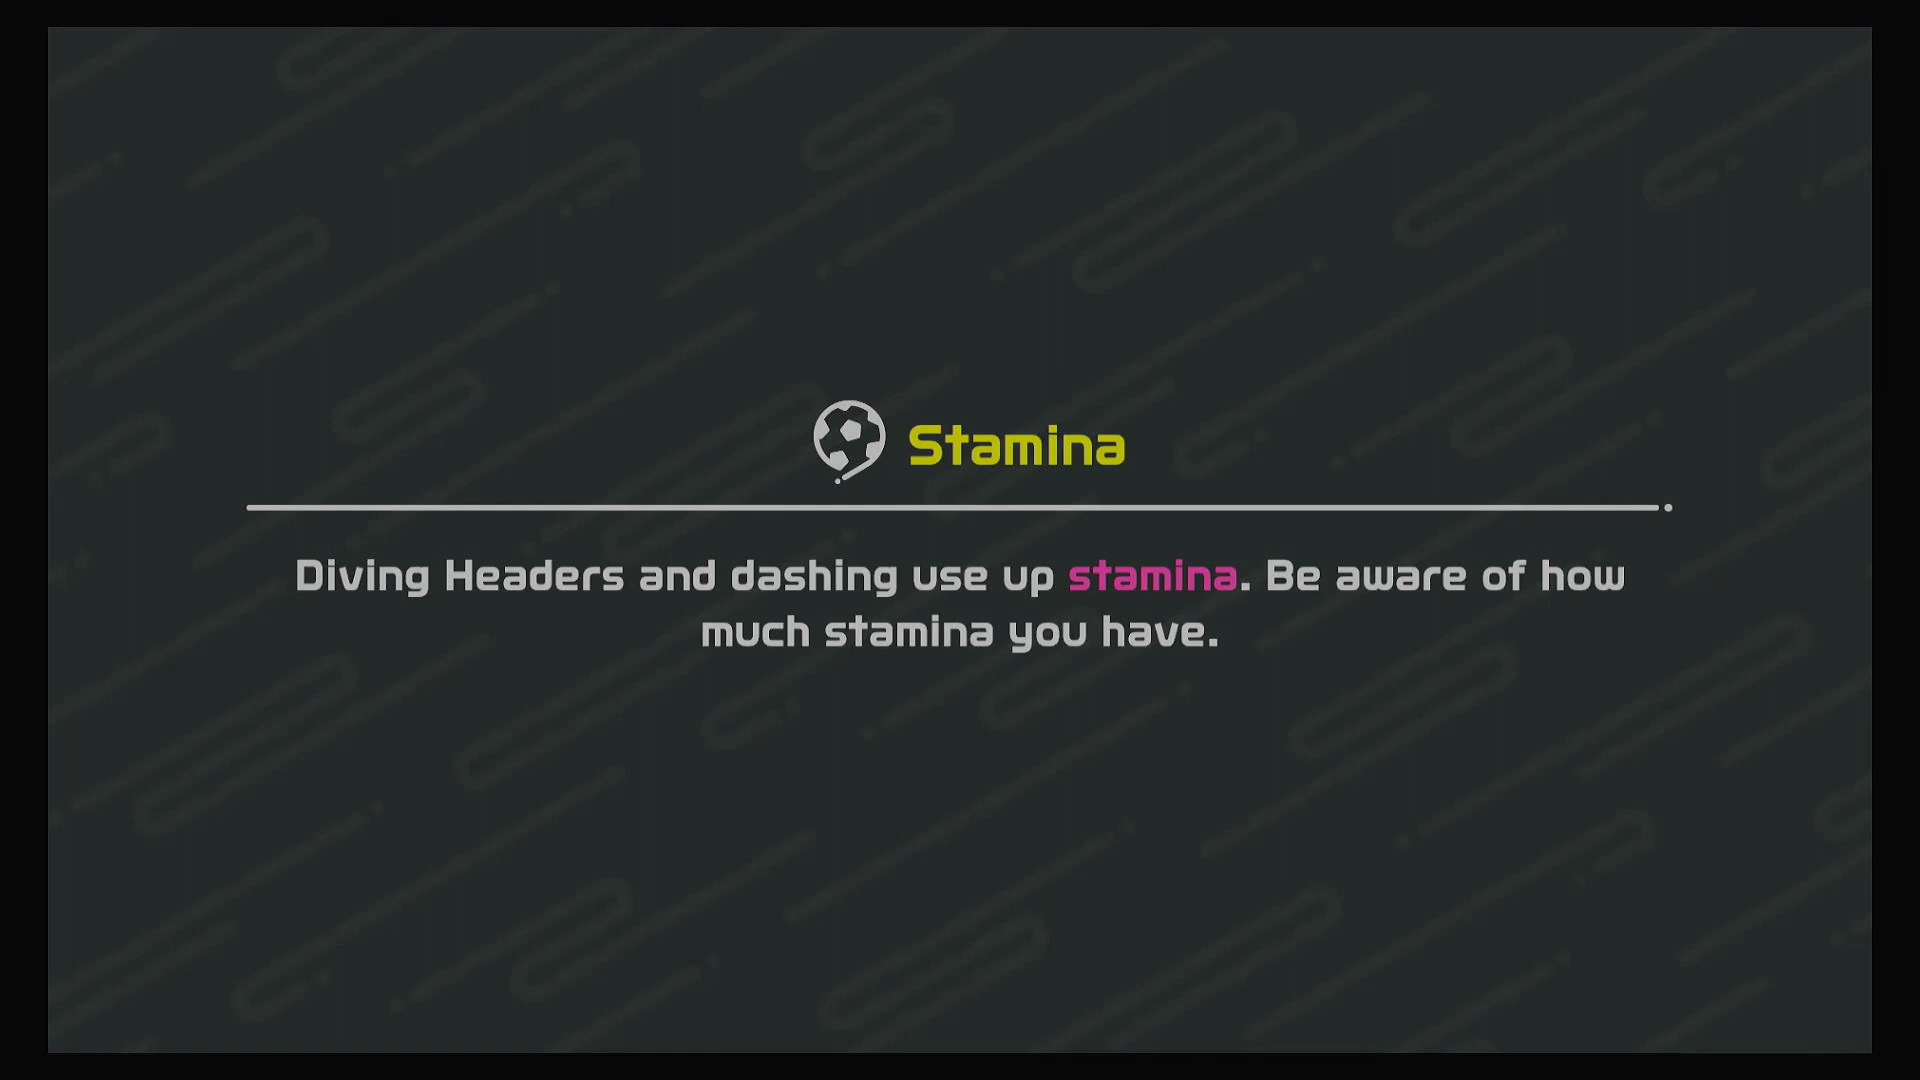 Stamina
Diving Headers and dashing use up stamina. Be aware of how
much stamina you have.